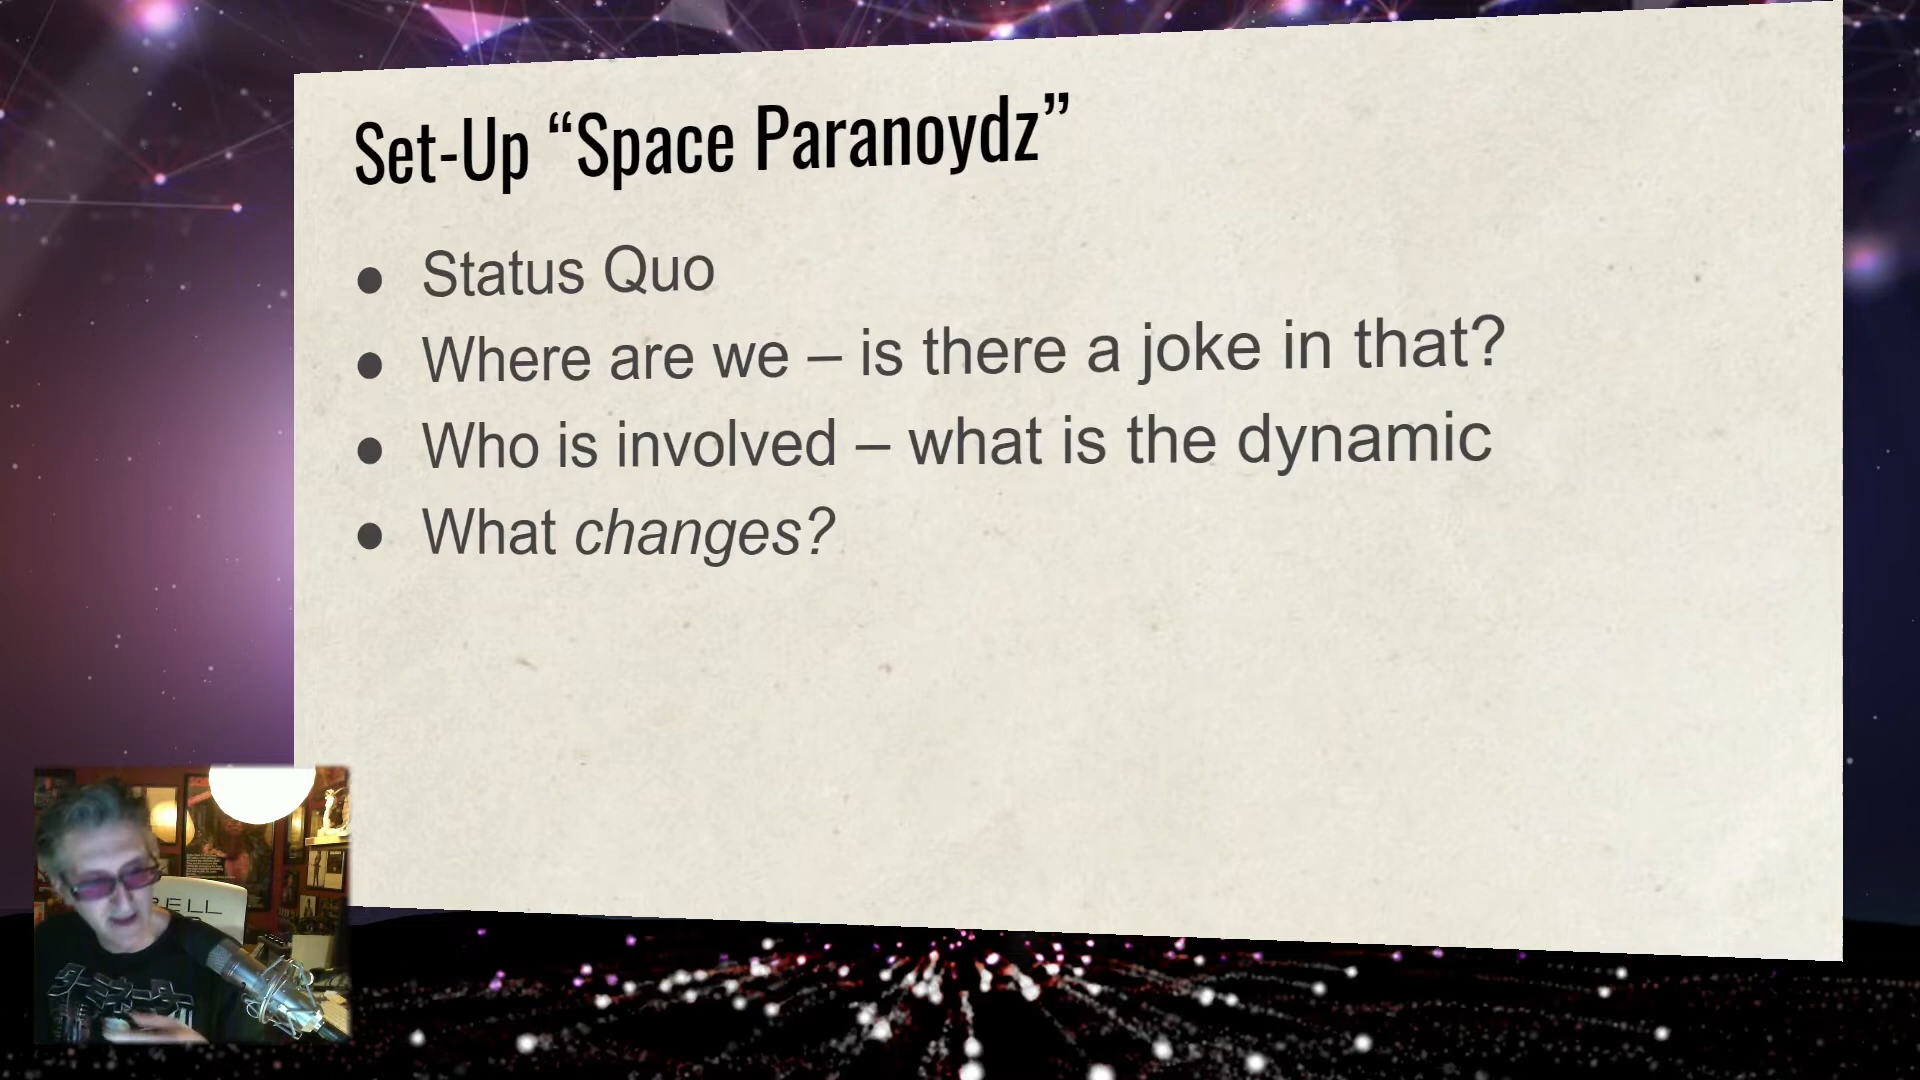 Set-Up “Space Paranoydz”
● Status Quo
● Where are we – is there a joke in that?
● Who is involved – what is the dynamic
● What changes?
ELL